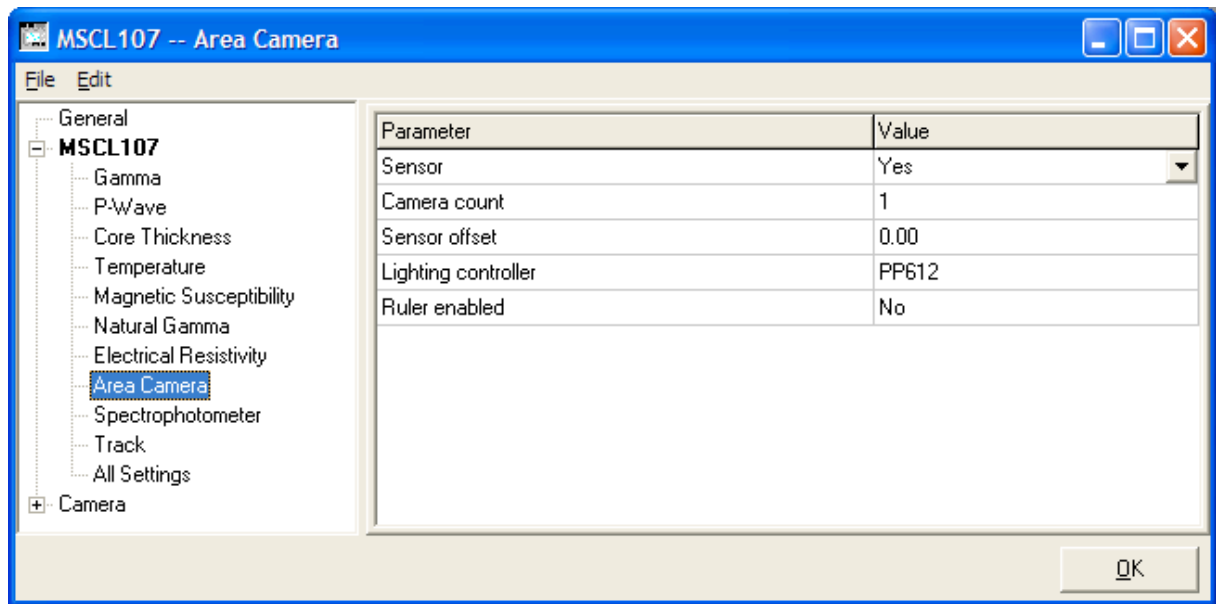 MSCL107 -- Area Camera
File Edit
General
MSCL107
Gamma
P-Wave
Core Thickness
Temperature
Magnetic Susceptibility
Natural Gamma
Electrical Resistivity
Area Camera
Spectrophotometer
Track
All Settings
Camera
Parameter Value
Sensor Yes
Camera count 1
Sensor offset 0.00
Lighting controller PP612
Ruler enabled No
OK